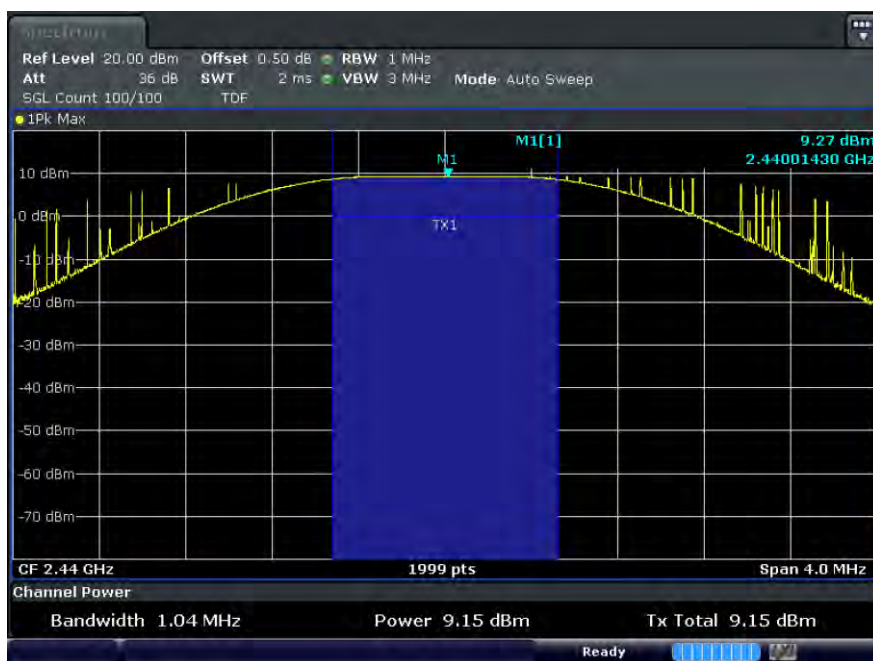 Spectrum
Ref Level 20.00 dBm Offset 0.50 dB RBW 1 MHz
Att 36 dB SWT 2 ms VBW 3 MHz Mode Auto Sweep
SGL Count 100/100 TDF
1Pk Max
M1[1] 9.27 dBm
2.44001430 GHz
M1
10 dBm
0 dBm
TX1
-10 dBm
-20 dBm
-30 dBm
-40 dBm
-50 dBm
-60 dBm
-70 dBm
CF 2.44 GHz 1999 pts Span 4.0 MHz
Channel Power
Bandwidth 1.04 MHz Power 9.15 dBm Tx Total 9.15 dBm
Ready